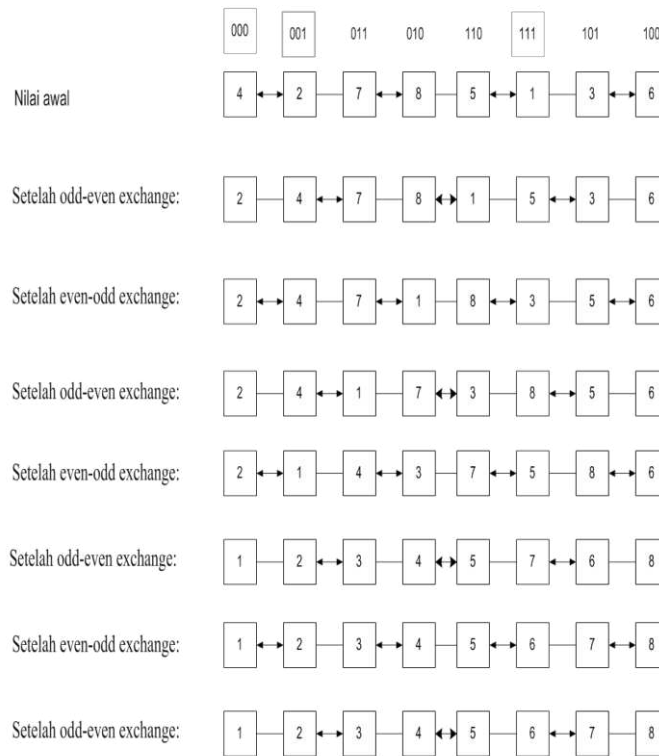 000 001 011 010 110 111 101 100
Nilai awal 4 2 7 8 5 1 3 6
Setelah odd-even exchange: 2 4 7 8 1 5 3 6
Setelah even-odd exchange: 2 4 7 1 8 3 5 6
Setelah odd-even exchange: 2 4 1 7 3 8 5 6
Setelah even-odd exchange: 2 1 4 3 7 5 8 6
Setelah odd-even exchange: 1 2 3 4 5 7 6 8
Setelah even-odd exchange: 1 2 3 4 5 6 7 8
Setelah odd-even exchange: 1 2 3 4 5 6 7 8